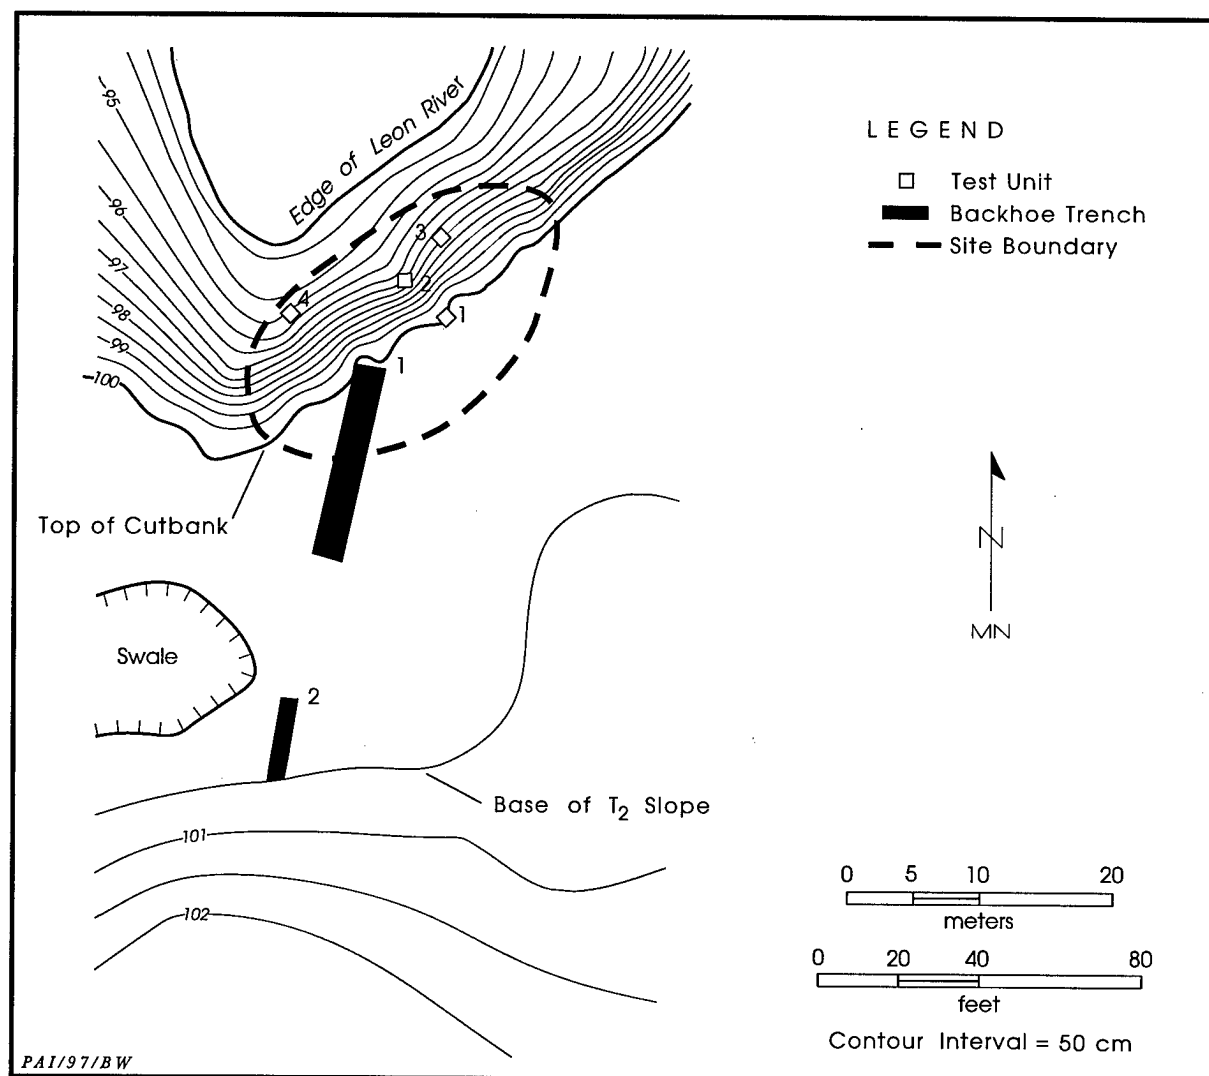 95
96
97
98
99
100
Edge of Leon River
3
2
4
1
1
Top of Cutbank
Swale
2
Base of T2 Slope
101
102
LEGEND
Test Unit
Backhoe Trench
Site Boundary
N
MN
0 5 10 20
meters
0 20 40 80
feet
Contour Interval = 50 cm
PAI/97/BW